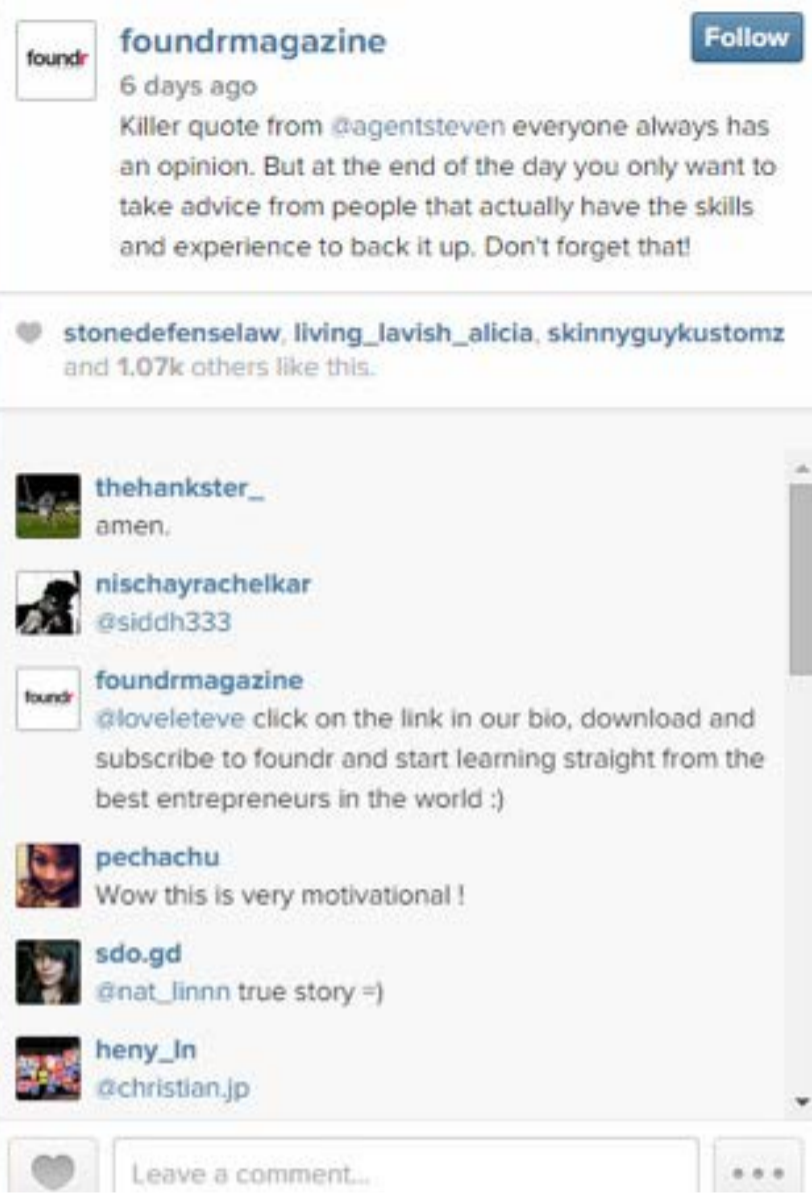 foundr
foundrmagazine
Follow
6 days ago
Killer quote from @agentsteven everyone always has
an opinion. But at the end of the day you only want to
take advice from people that actually have the skills
and experience to back it up. Don't forget that!
stonedefenselaw, living_lavish_alicia, skinnyguykustomz
and 1.07k others like this.
thehankster_
amen.
nischayrachelkar
@siddh333
foundr
foundrmagazine
@loveleteve click on the link in our bio, download and
subscribe to foundr and start learning straight from the
best entrepreneurs in the world :)
pechachu
Wow this is very motivational !
sdo.gd
@nat_linnn true story =)
heny_ln
@christian.jp
Leave a comment...